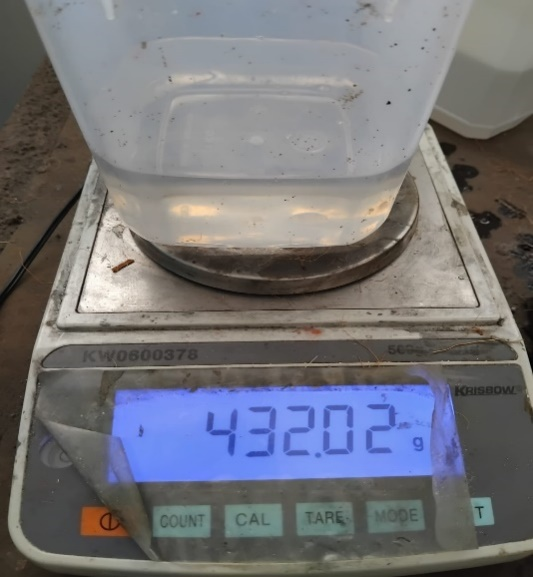 KW0600378
KRISBOW
432.02 g
COUNT CAL TARE MODE T